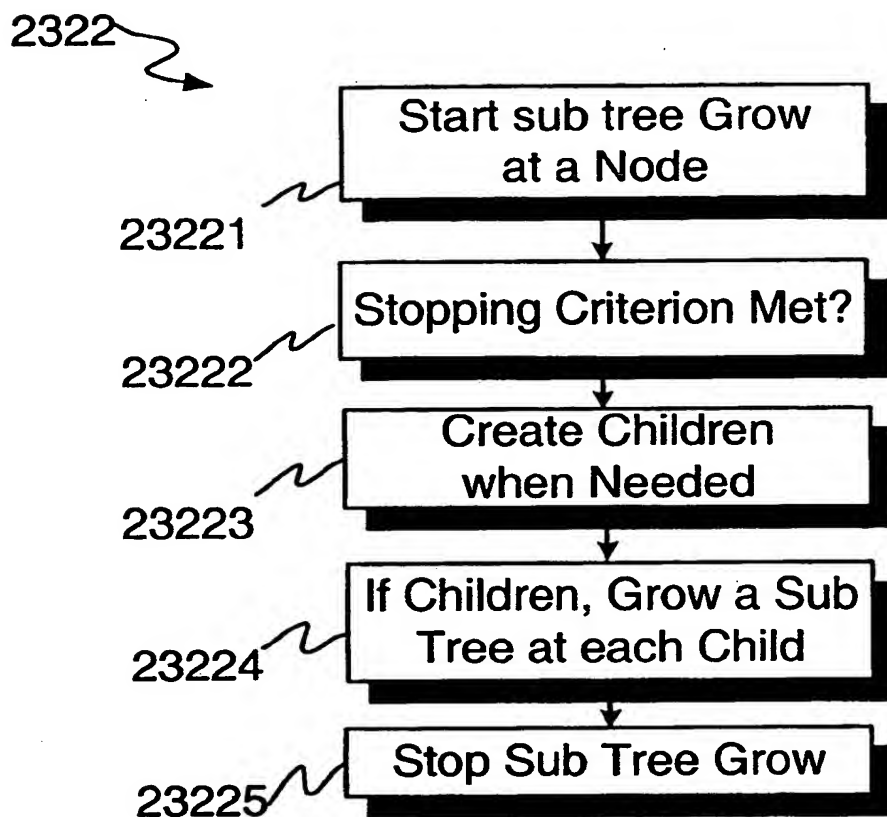 2322
Start sub tree Grow
at a Node
23221
Stopping Criterion Met?
23222
Create Children
when Needed
23223
If Children, Grow a Sub
Tree at each Child
23224
Stop Sub Tree Grow
23225